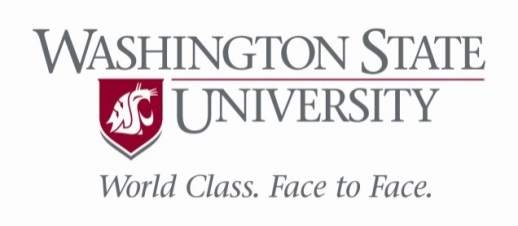 WASHINGTON STATE
UNIVERSITY
World Class. Face to Face.